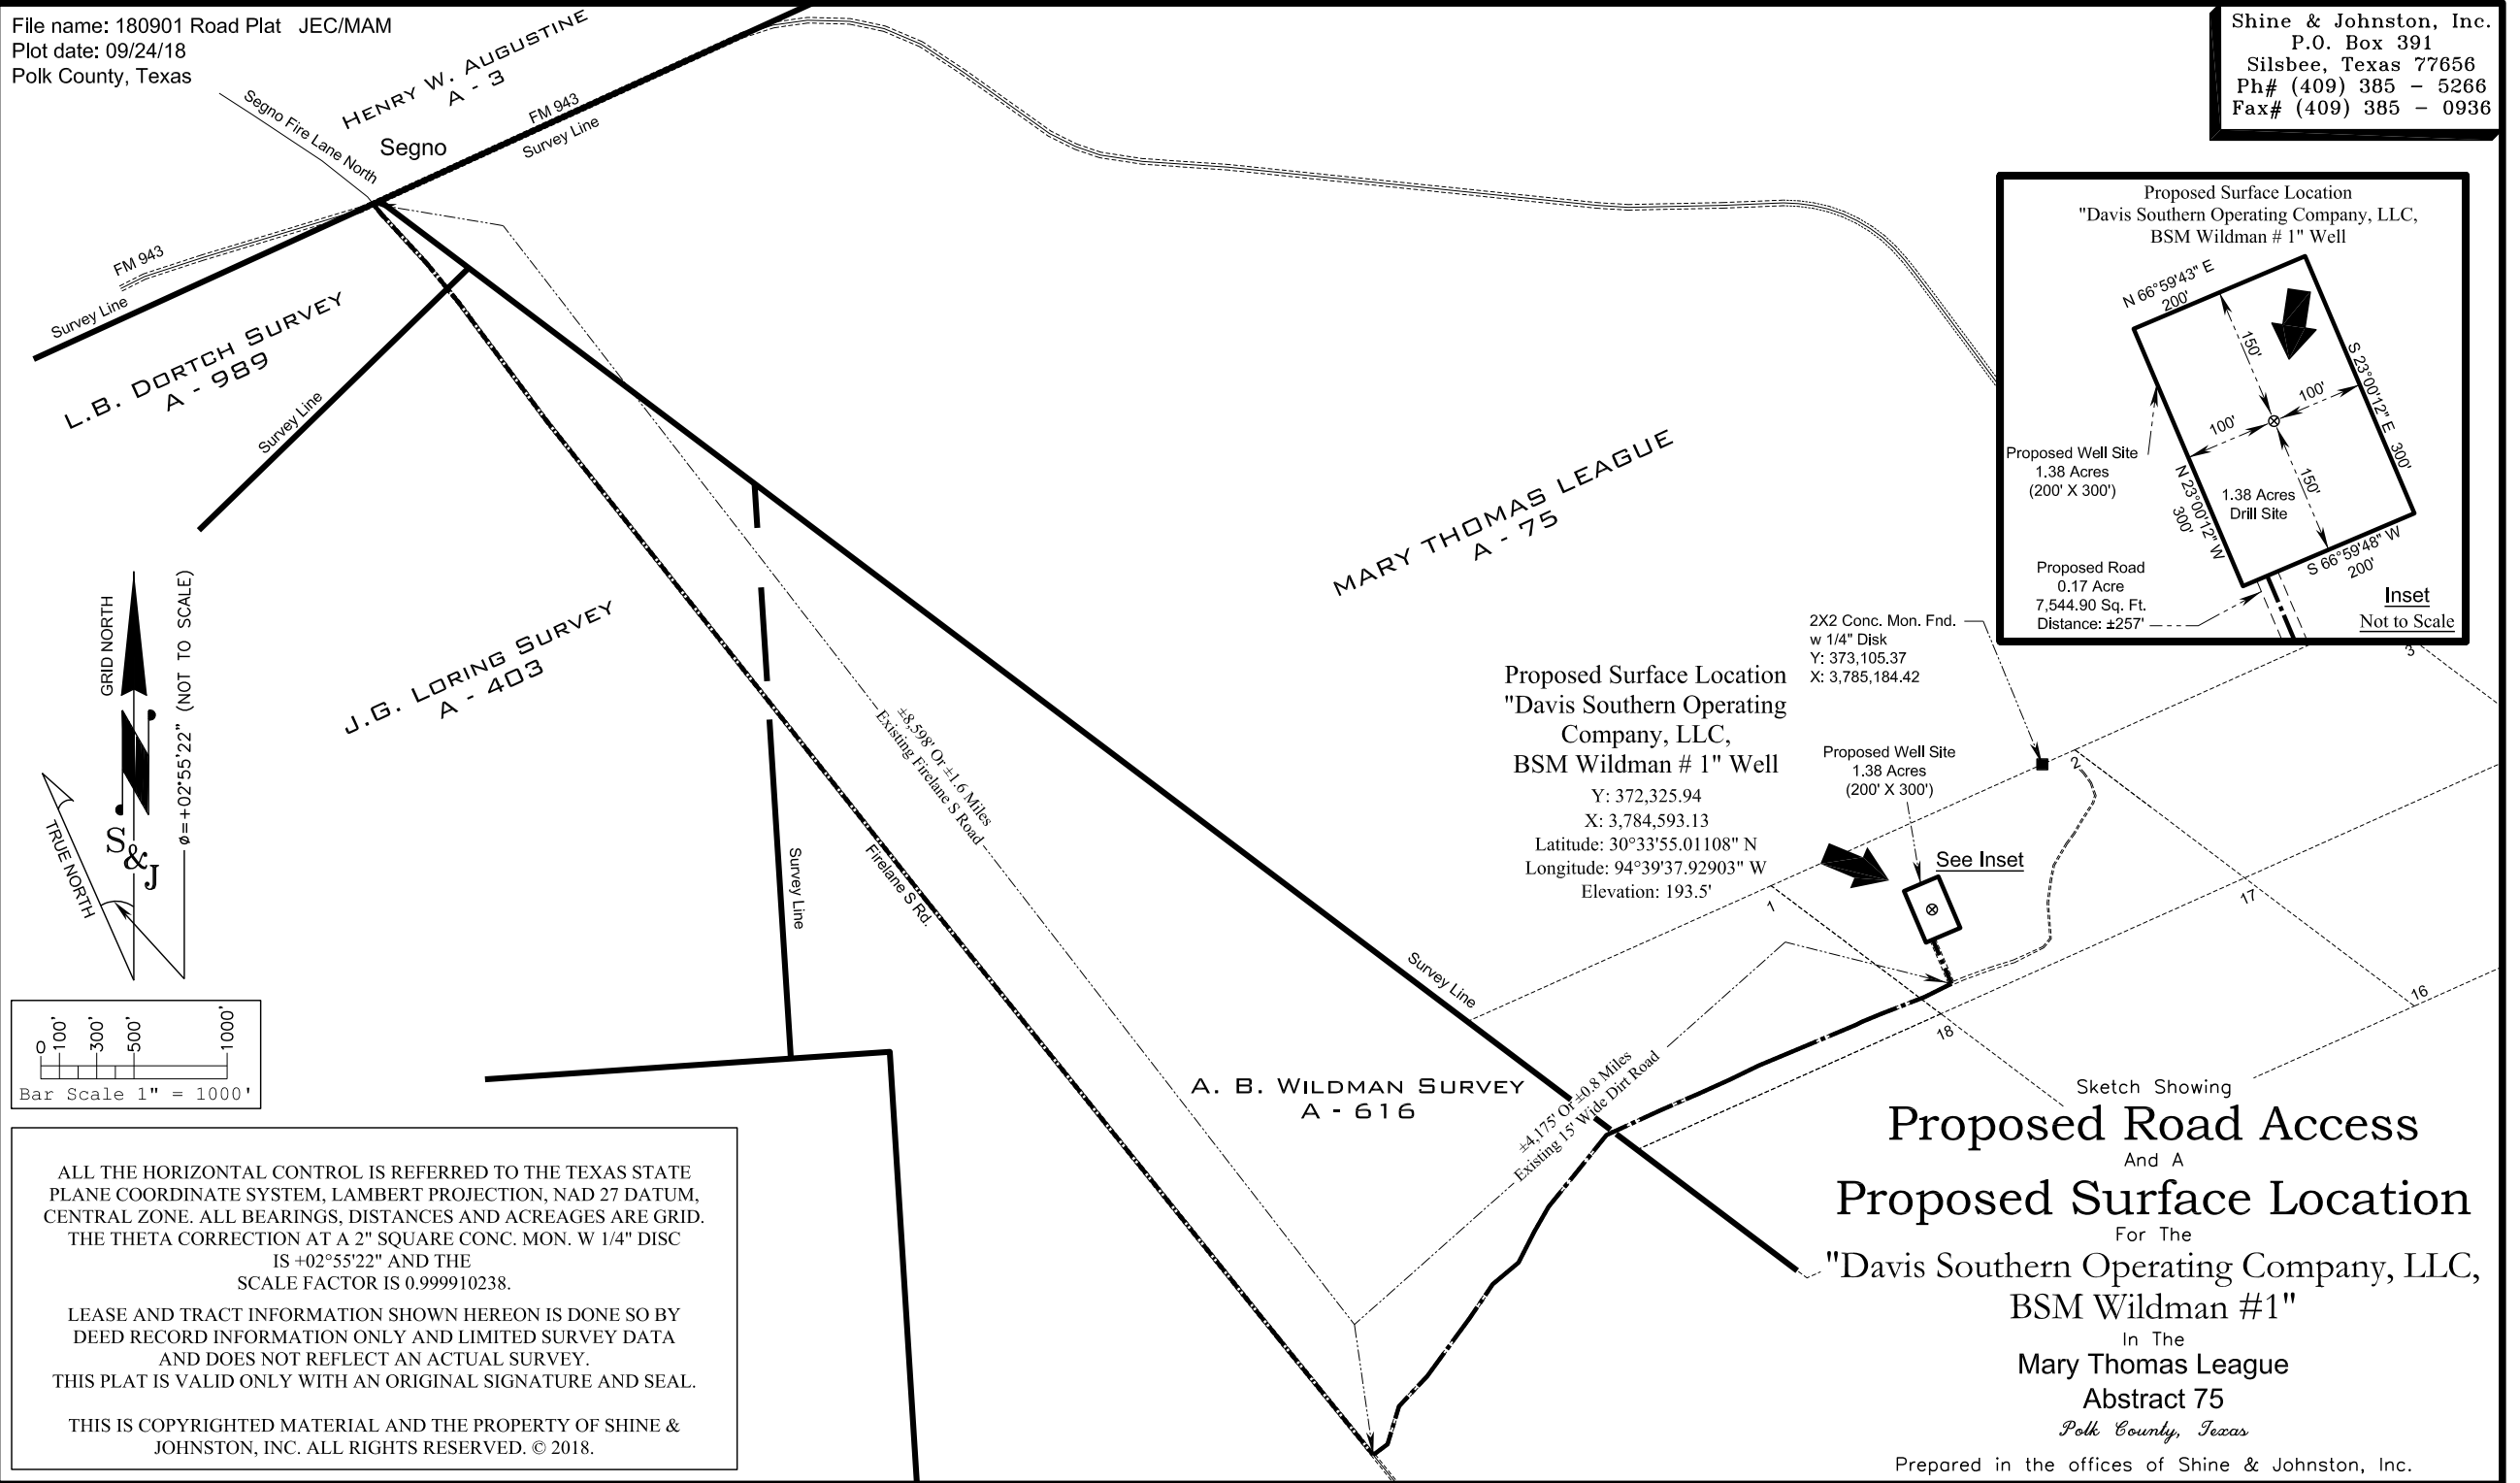 File name: 180901 Road Plat JEC/MAM
Plot date: 09/24/18
Polk County, Texas
Shine & Johnston, Inc.
P.O. Box 391
Silsbee, Texas 77656
Ph# (409) 385 - 5266
Fax# (409) 385 - 0936
HENRY W. AUGUSTINE
A - 3
Segno Fire Lane North
Segno
FM 943
Survey Line
FM 943
Survey Line
L.B. DORTCH SURVEY
A - 989
Survey Line
Proposed Surface Location
"Davis Southern Operating Company, LLC,
BSM Wildman # 1" Well
N 66°59'43" E
200'
150'
S 23°00'12" E 300'
100'
100'
150'
N 23°00'12" W
300'
Proposed Well Site
1.38 Acres
(200' X 300')
1.38 Acres
Drill Site
S 66°59'48" W
200'
Proposed Road
0.17 Acre
7,544.90 Sq. Ft.
Distance: ±257'
Inset
Not to Scale
MARY THOMAS LEAGUE
A - 75
J.G. LORING SURVEY
A - 403
GRID NORTH
TRUE NORTH
ø=+02°55'22" (NOT TO SCALE)
S&J
±8,598' Or ±1.6 Miles
Existing Firelane S Road
Firelane S Rd.
Survey Line
Survey Line
2X2 Conc. Mon. Fnd.
w 1/4" Disk
Y: 373,105.37
X: 3,785,184.42
Proposed Surface Location
"Davis Southern Operating
Company, LLC,
BSM Wildman # 1" Well
Y: 372,325.94
X: 3,784,593.13
Latitude: 30°33'55.01108" N
Longitude: 94°39'37.92903" W
Elevation: 193.5'
Proposed Well Site
1.38 Acres
(200' X 300')
See Inset
3
2
1
17
16
18
A. B. WILDMAN SURVEY
A - 616
±4,175' Or ±0.8 Miles
Existing 15' Wide Dirt Road
0
100'
300'
500'
1000'
Bar Scale 1" = 1000'
ALL THE HORIZONTAL CONTROL IS REFERRED TO THE TEXAS STATE
PLANE COORDINATE SYSTEM, LAMBERT PROJECTION, NAD 27 DATUM,
CENTRAL ZONE. ALL BEARINGS, DISTANCES AND ACREAGES ARE GRID.
THE THETA CORRECTION AT A 2" SQUARE CONC. MON. W 1/4" DISC
IS +02°55'22" AND THE
SCALE FACTOR IS 0.999910238.
LEASE AND TRACT INFORMATION SHOWN HEREON IS DONE SO BY
DEED RECORD INFORMATION ONLY AND LIMITED SURVEY DATA
AND DOES NOT REFLECT AN ACTUAL SURVEY.
THIS PLAT IS VALID ONLY WITH AN ORIGINAL SIGNATURE AND SEAL.
THIS IS COPYRIGHTED MATERIAL AND THE PROPERTY OF SHINE &
JOHNSTON, INC. ALL RIGHTS RESERVED. © 2018.
Sketch Showing
Proposed Road Access
And A
Proposed Surface Location
For The
"Davis Southern Operating Company, LLC,
BSM Wildman #1"
In The
Mary Thomas League
Abstract 75
Polk County, Texas
Prepared in the offices of Shine & Johnston, Inc.